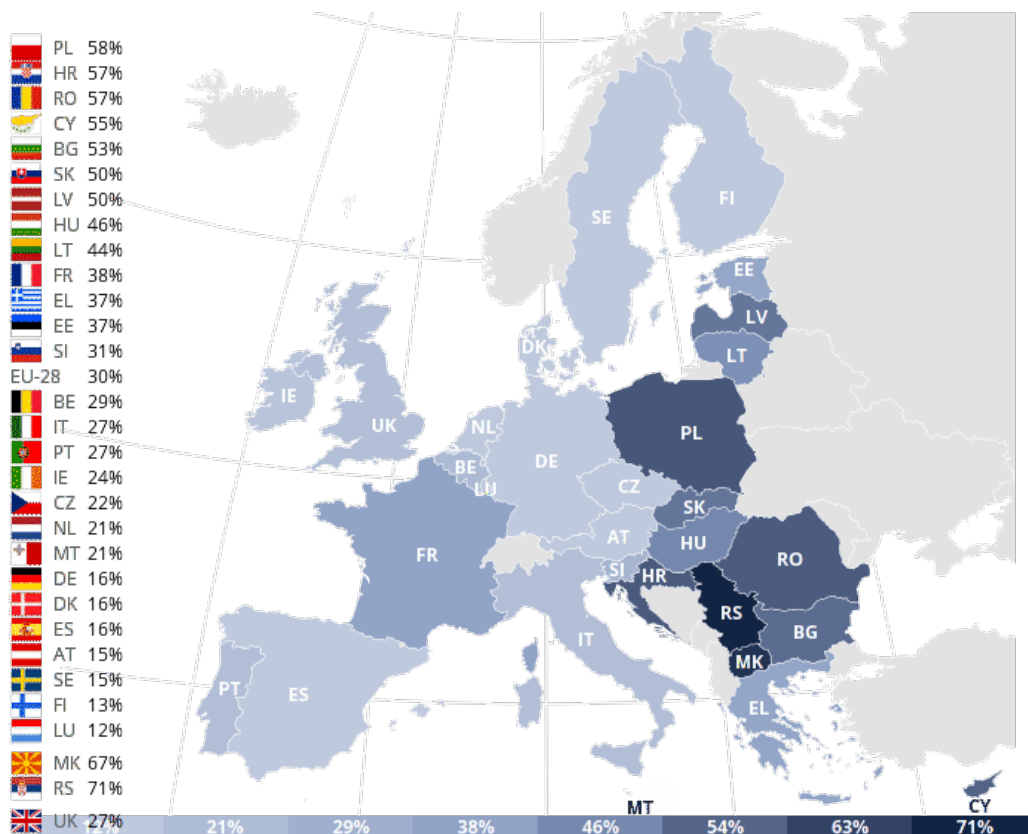 PL 58%
HR 57%
RO 57%
CY 55%
BG 53%
SK 50%
LV 50%
HU 46%
LT 44%
FR 38%
EL 37%
EE 37%
SI 31%
EU-28 30%
BE 29%
IT 27%
PT 27%
IE 24%
CZ 22%
NL 21%
MT 21%
DE 16%
DK 16%
ES 16%
AT 15%
SE 15%
FI 13%
LU 12%
MK 67%
RS 71%
UK 27%
FI
SE
EE
LV
LT
DK
IE
UK
NL
PL
DE
BE
LU
CZ
SK
AT
HU
FR
SI
HR
RO
RS
BG
IT
MK
PT
ES
EL
MT
CY
12% 21% 29% 38% 46% 54% 63% 71%